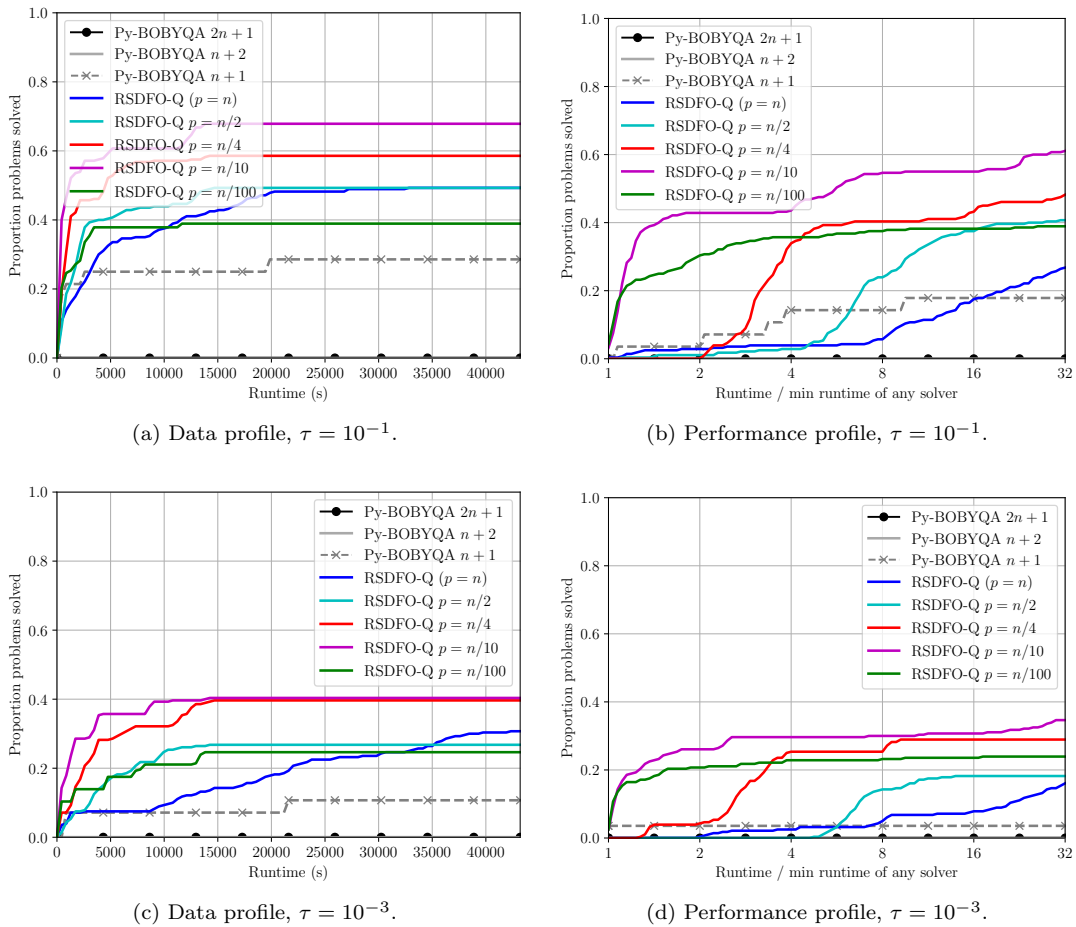 Proportion problems solved
1.0
0.8
0.6
0.4
0.2
0.0
Py-BOBYQA 2n + 1
Py-BOBYQA n + 2
Py-BOBYQA n + 1
RSDFO-Q (p = n)
RSDFO-Q p = n/2
RSDFO-Q p = n/4
RSDFO-Q p = n/10
RSDFO-Q p = n/100
0 5000 10000 15000 20000 25000 30000 35000 40000
Runtime (s)
(a) Data profile, τ = 10⁻¹.
Proportion problems solved
1.0
0.8
0.6
0.4
0.2
0.0
Py-BOBYQA 2n + 1
Py-BOBYQA n + 2
Py-BOBYQA n + 1
RSDFO-Q (p = n)
RSDFO-Q p = n/2
RSDFO-Q p = n/4
RSDFO-Q p = n/10
RSDFO-Q p = n/100
1 2 4 8 16 32
Runtime / min runtime of any solver
(b) Performance profile, τ = 10⁻¹.
Proportion problems solved
1.0
0.8
0.6
0.4
0.2
0.0
Py-BOBYQA 2n + 1
Py-BOBYQA n + 2
Py-BOBYQA n + 1
RSDFO-Q (p = n)
RSDFO-Q p = n/2
RSDFO-Q p = n/4
RSDFO-Q p = n/10
RSDFO-Q p = n/100
0 5000 10000 15000 20000 25000 30000 35000 40000
Runtime (s)
(c) Data profile, τ = 10⁻³.
Proportion problems solved
1.0
0.8
0.6
0.4
0.2
0.0
Py-BOBYQA 2n + 1
Py-BOBYQA n + 2
Py-BOBYQA n + 1
RSDFO-Q (p = n)
RSDFO-Q p = n/2
RSDFO-Q p = n/4
RSDFO-Q p = n/10
RSDFO-Q p = n/100
1 2 4 8 16 32
Runtime / min runtime of any solver
(d) Performance profile, τ = 10⁻³.